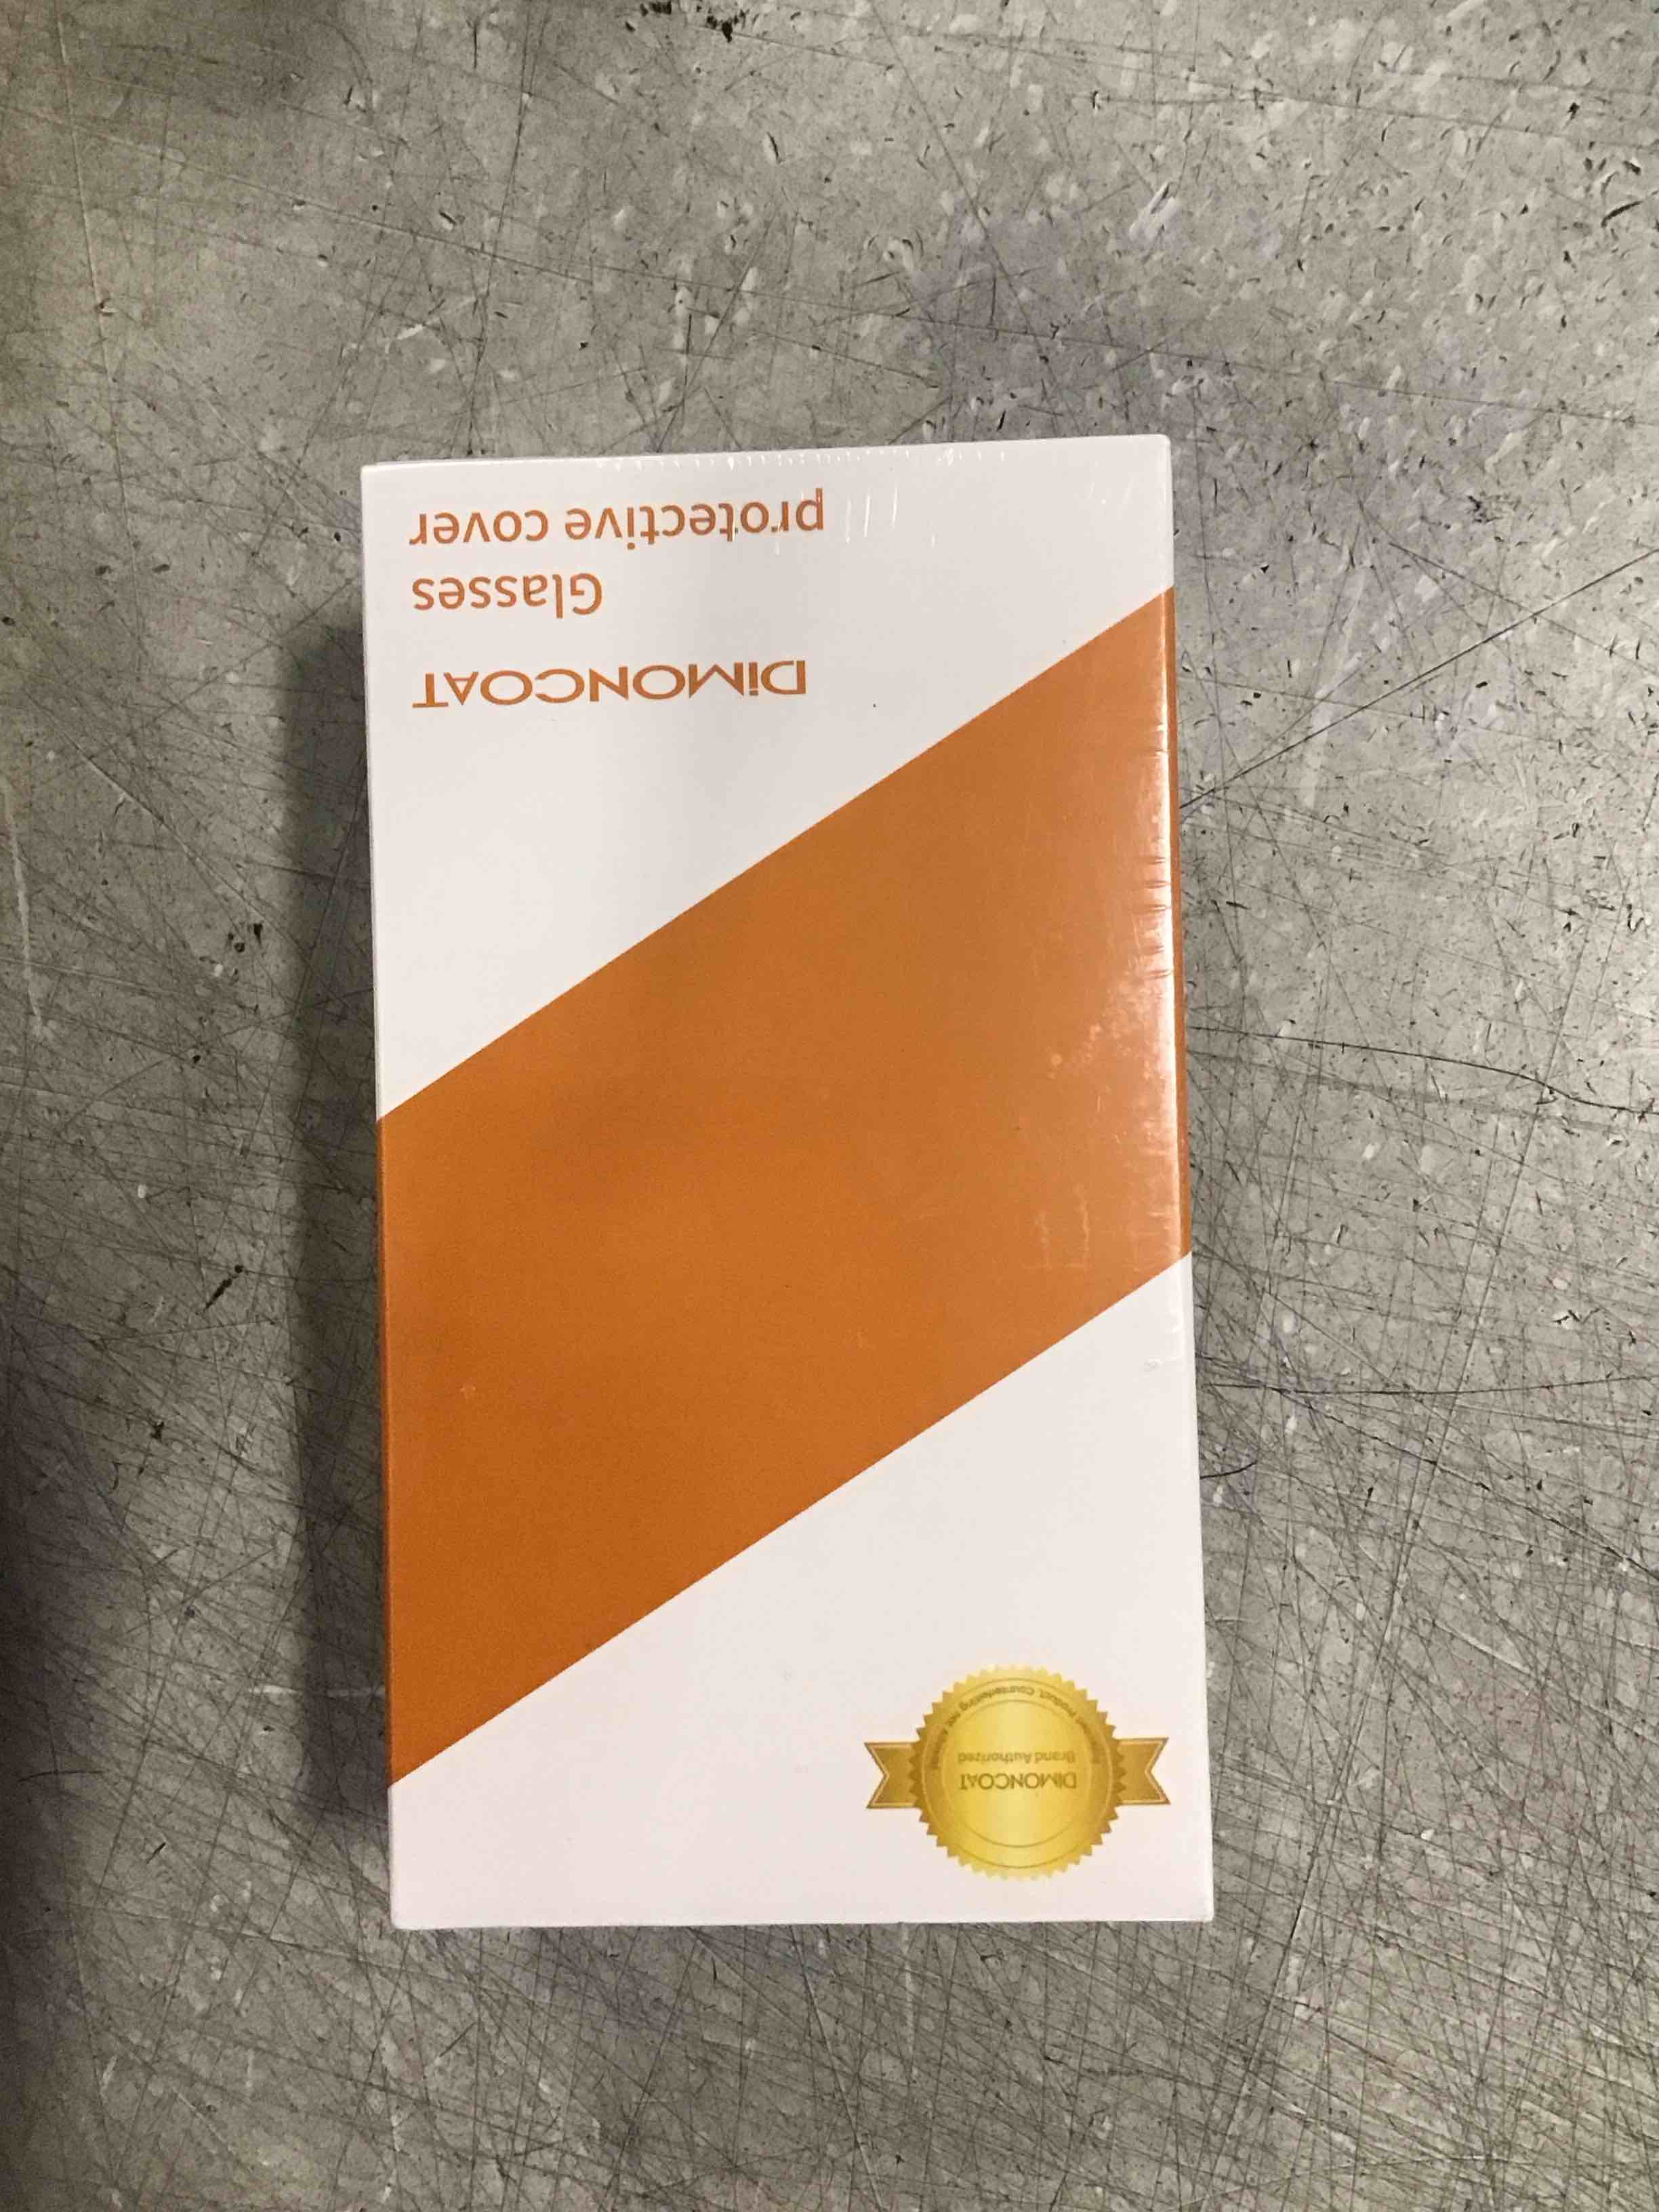 DiMONCOAT
Brand Authorized
DiMONCOAT
Glasses
protective cover